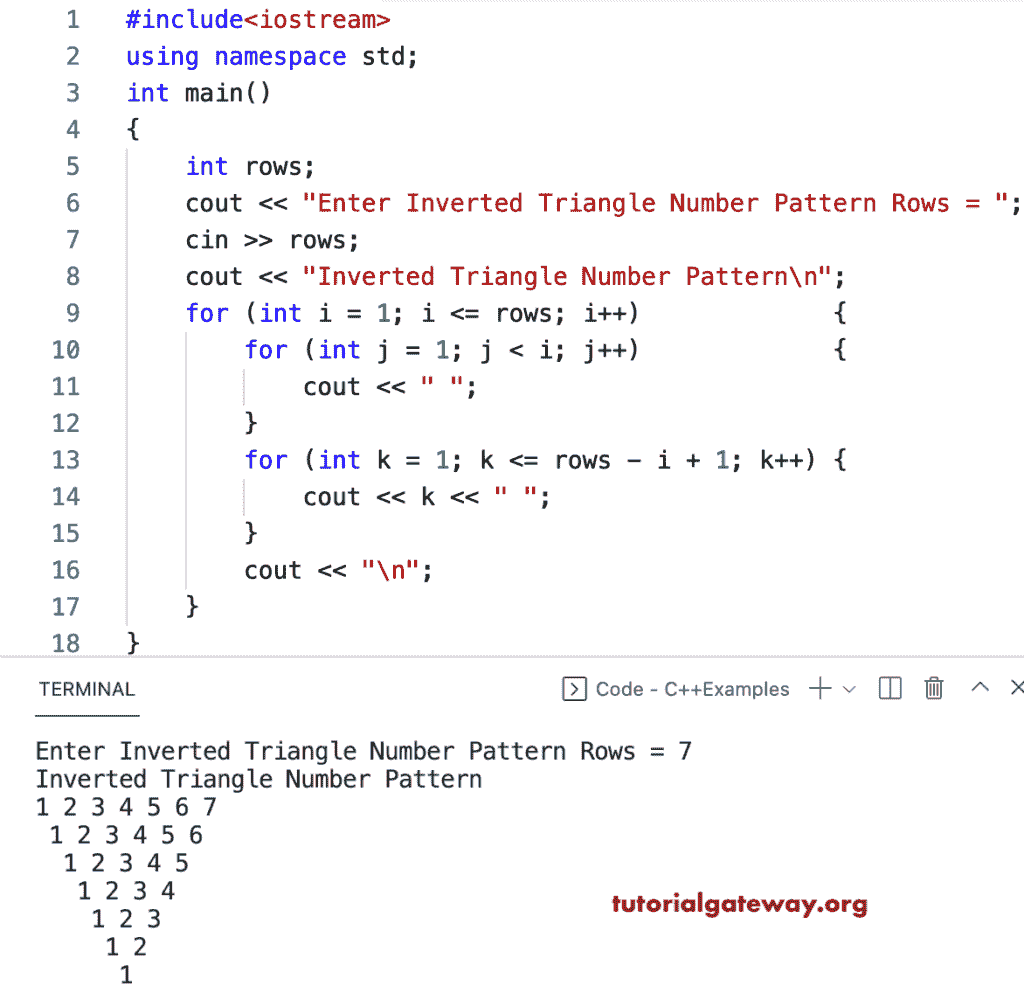 1 #include<iostream>
2 using namespace std;
3 int main()
4 {
5     int rows;
6     cout << "Enter Inverted Triangle Number Pattern Rows = ";
7     cin >> rows;
8     cout << "Inverted Triangle Number Pattern\n";
9     for (int i = 1; i <= rows; i++)             {
10         for (int j = 1; j < i; j++)             {
11             cout << " ";
12         }
13         for (int k = 1; k <= rows - i + 1; k++) {
14             cout << k << " ";
15         }
16         cout << "\n";
17     }
18 }
TERMINAL Code - C++Examples
Enter Inverted Triangle Number Pattern Rows = 7
Inverted Triangle Number Pattern
1 2 3 4 5 6 7
 1 2 3 4 5 6
  1 2 3 4 5
   1 2 3 4
    1 2 3
     1 2
      1
tutorialgateway.org